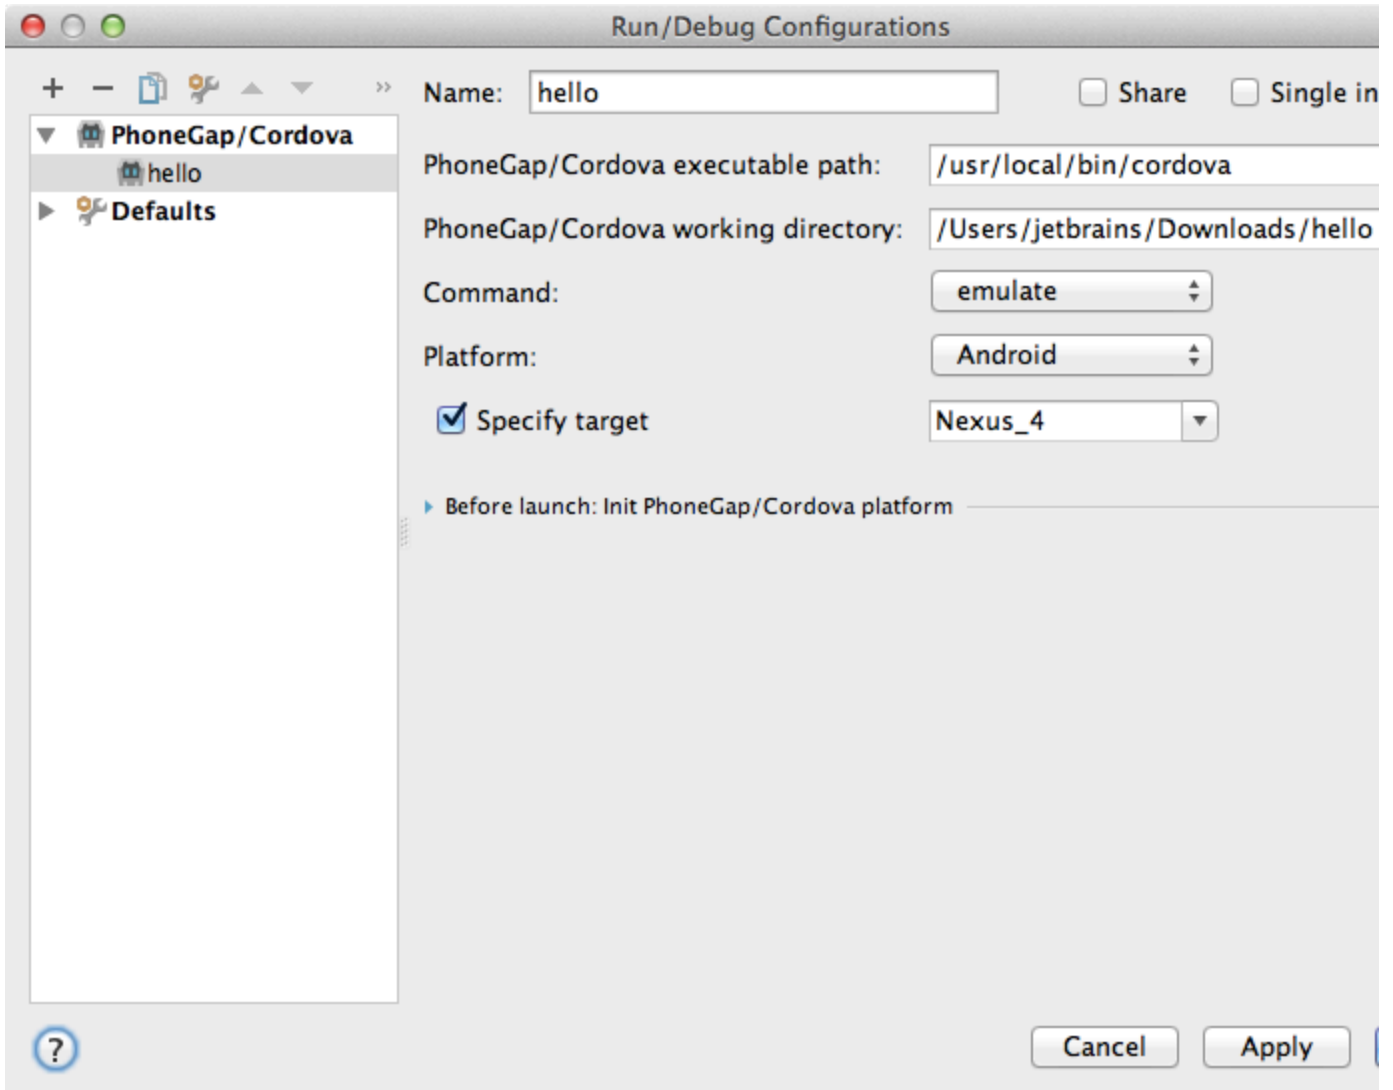 Run/Debug Configurations
Name: hello Share Single in
PhoneGap/Cordova
hello
Defaults
PhoneGap/Cordova executable path: /usr/local/bin/cordova
PhoneGap/Cordova working directory: /Users/jetbrains/Downloads/hello
Command: emulate
Platform: Android
Specify target Nexus_4
Before launch: Init PhoneGap/Cordova platform
? Cancel Apply